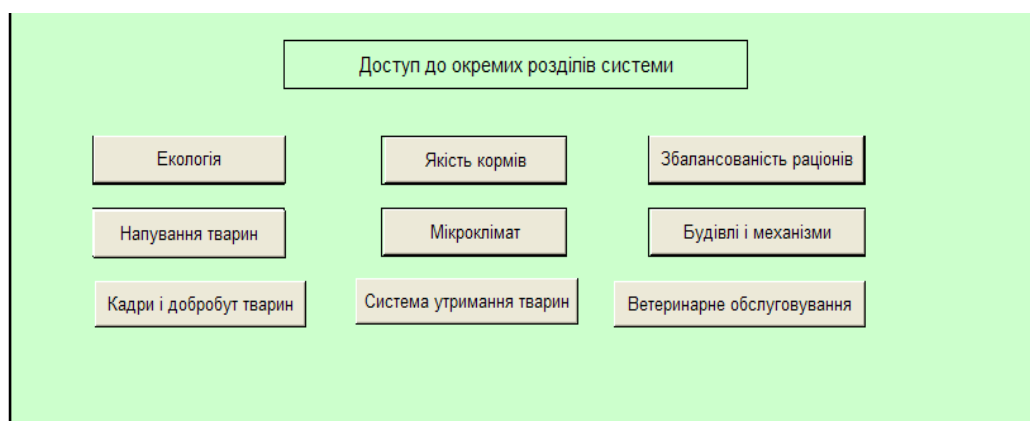 Доступ до окремих розділів системи
Екологія
Якість кормів
Збалансованість раціонів
Напування тварин
Мікроклімат
Будівлі і механізми
Кадри і добробут тварин
Система утримання тварин
Ветеринарне обслуговування